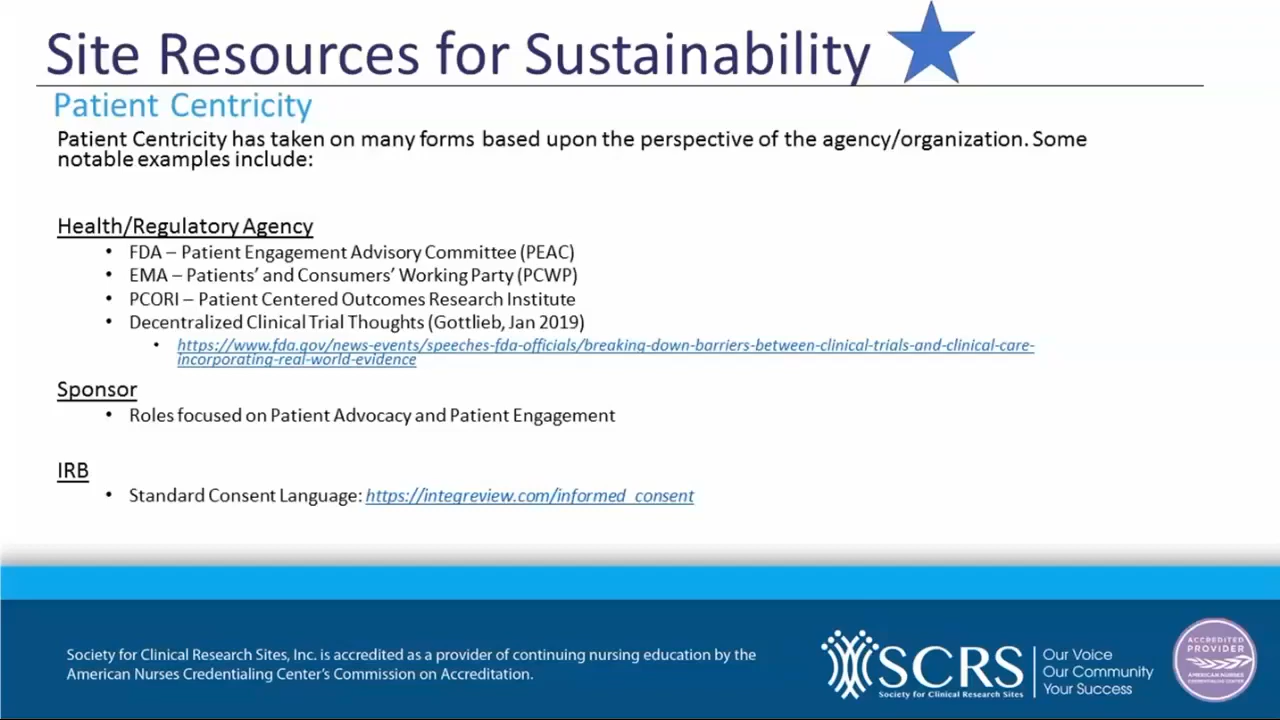 Site Resources for Sustainability
Patient Centricity
Patient Centricity has taken on many forms based upon the perspective of the agency/organization. Some
notable examples include:
Health/Regulatory Agency
• FDA – Patient Engagement Advisory Committee (PEAC)
• EMA – Patients’ and Consumers’ Working Party (PCWP)
• PCORI – Patient Centered Outcomes Research Institute
• Decentralized Clinical Trial Thoughts (Gottlieb, Jan 2019)
• https://www.fda.gov/news-events/speeches-fda-officials/breaking-down-barriers-between-clinical-trials-and-clinical-care-
incorporating-real-world-evidence
Sponsor
• Roles focused on Patient Advocacy and Patient Engagement
IRB
• Standard Consent Language: https://integreview.com/informed_consent
Society for Clinical Research Sites, Inc. is accredited as a provider of continuing nursing education by the
American Nurses Credentialing Center’s Commission on Accreditation.
SCRS
Society for Clinical Research Sites
Our Voice
Our Community
Your Success
ACCREDITED
PROVIDER
AMERICAN NURSES
CREDENTIALING CENTER